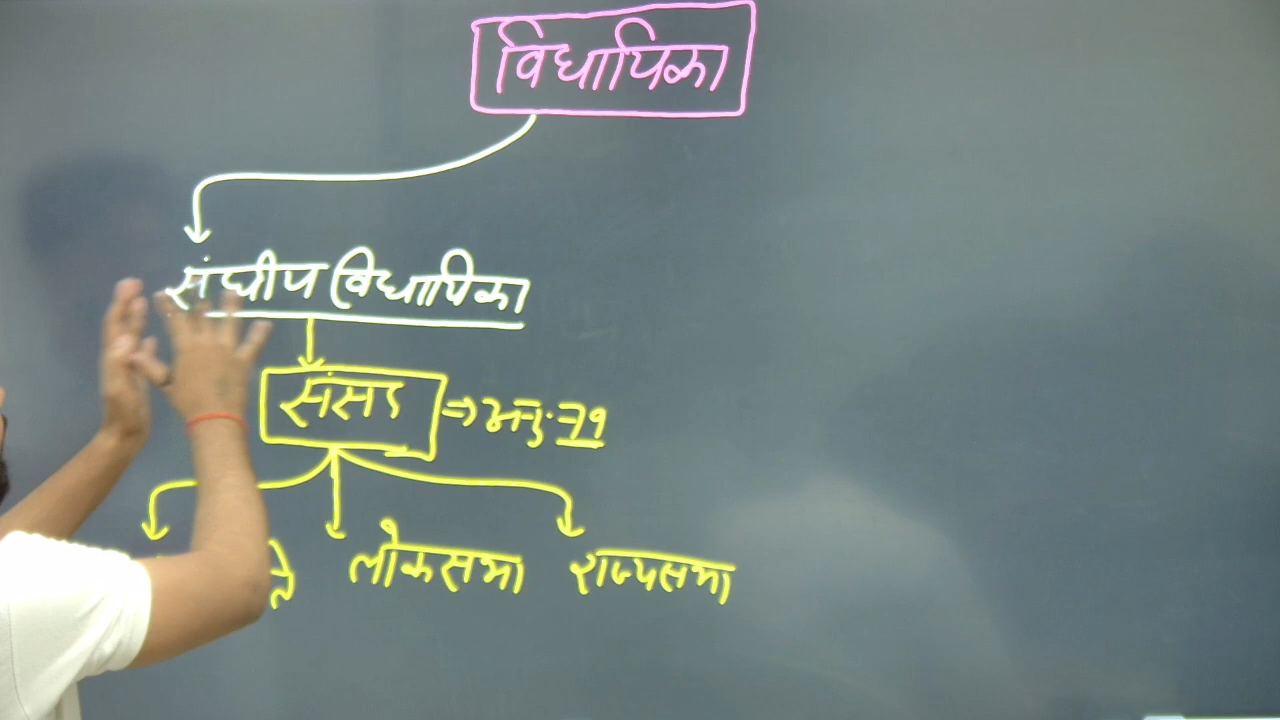 विधायिका
संघीय विधायिका
संसद ⇒ अनु. 79
लोकसभा राज्यसभा